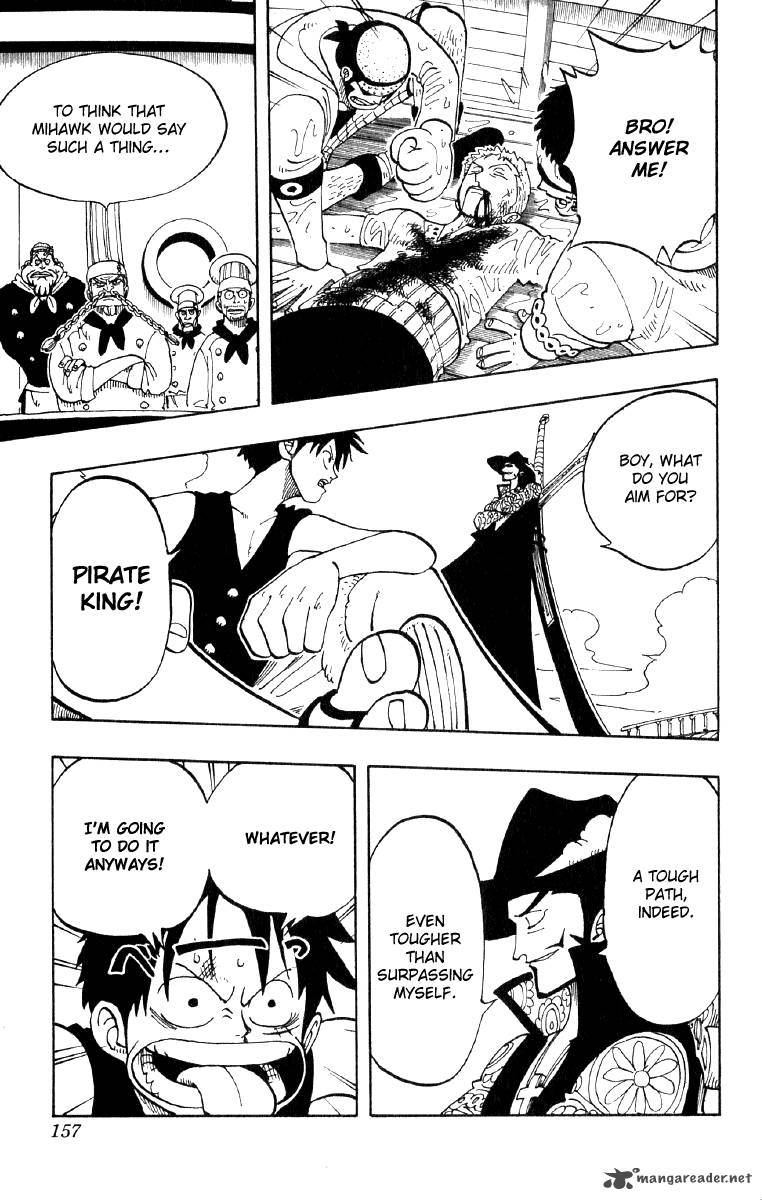 BRO!
ANSWER
ME!
TO THINK THAT
MIHAWK WOULD SAY
SUCH A THING...
BOY, WHAT
DO YOU
AIM FOR?
PIRATE
KING!
A TOUGH
PATH,
INDEED.
EVEN
TOUGHER
THAN
SURPASSING
MYSELF.
WHATEVER!
I'M GOING
TO DO IT
ANYWAYS!
157
mangareader.net